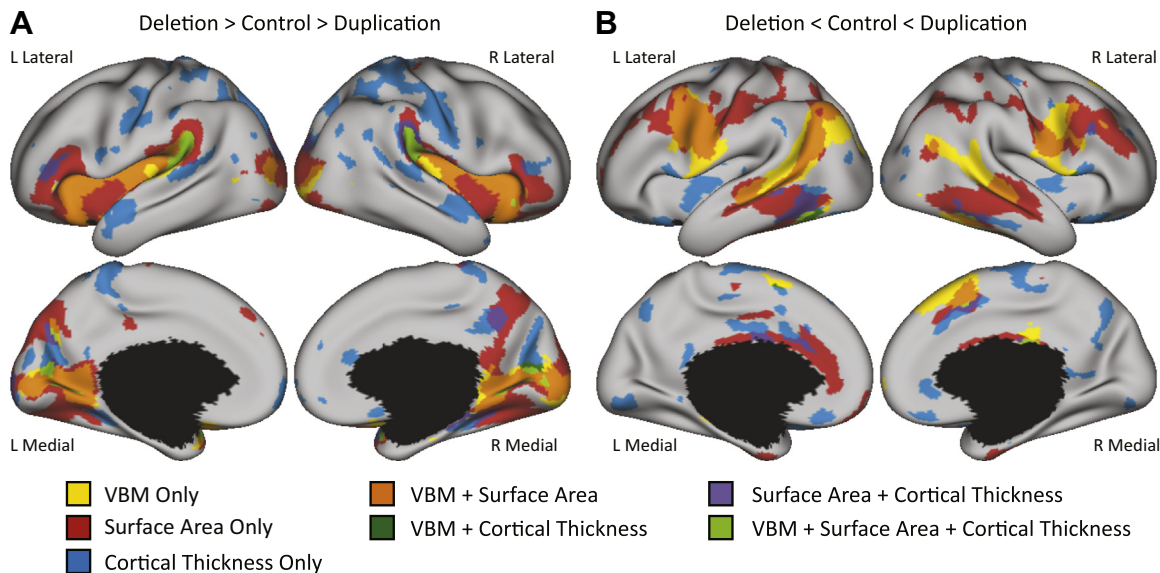 A
Deletion > Control > Duplication
B
Deletion < Control < Duplication
L Lateral
R Lateral
L Lateral
R Lateral
L Medial
R Medial
L Medial
R Medial
VBM Only
VBM + Surface Area
Surface Area + Cortical Thickness
Surface Area Only
VBM + Cortical Thickness
VBM + Surface Area + Cortical Thickness
Cortical Thickness Only